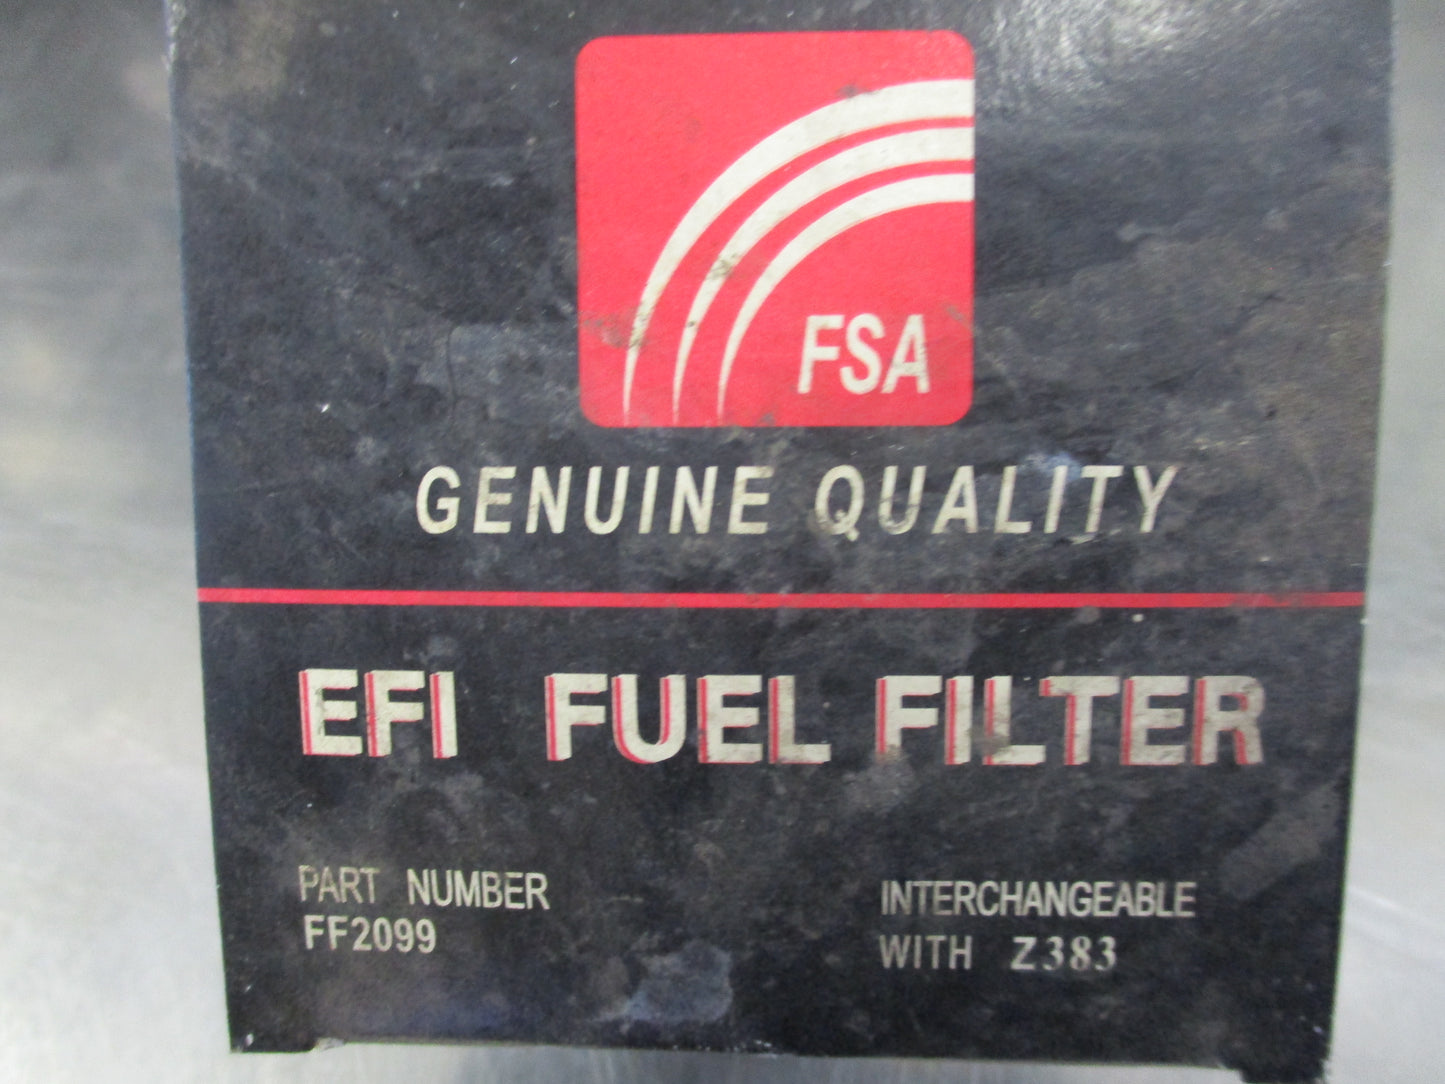 FSA
GENUINE QUALITY
EFI FUEL FILTER
PART NUMBER
FF2099
INTERCHANGEABLE
WITH Z383